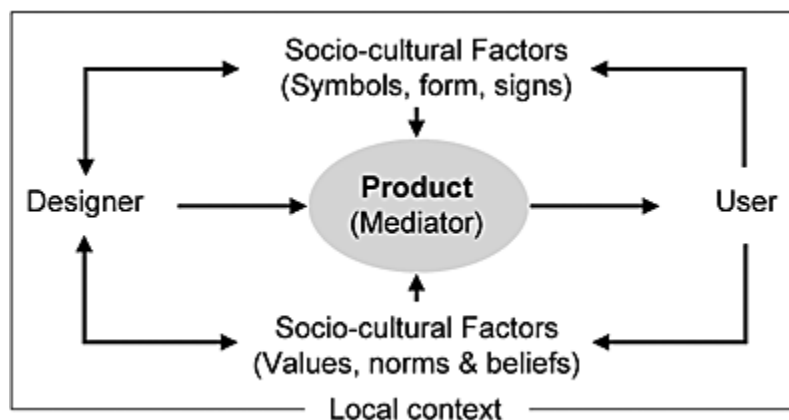 Socio-cultural Factors
(Symbols, form, signs)
Designer
Product
(Mediator)
User
Socio-cultural Factors
(Values, norms & beliefs)
Local context